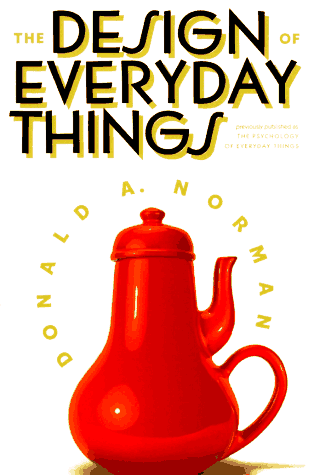 THE DESIGN OF
EVERYDAY
THINGS
previously published as
THE PSYCHOLOGY
OF EVERYDAY THINGS
DONALD A. NORMAN